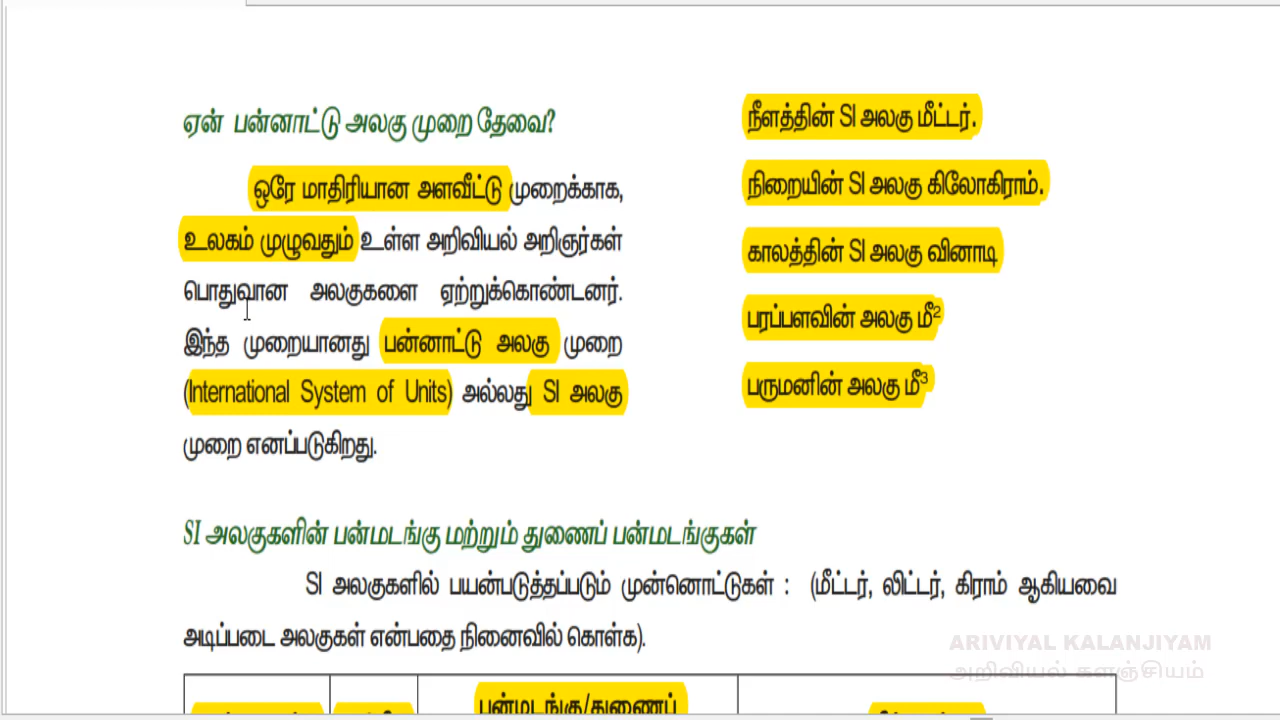 ஏன் பன்னாட்டு அலகு முறை தேவை?
ஒரே மாதிரியான அளவீட்டு முறைக்காக,
உலகம் முழுவதும் உள்ள அறிவியல் அறிஞர்கள்
பொதுவான அலகுகளை ஏற்றுக்கொண்டனர்.
இந்த முறையானது பன்னாட்டு அலகு முறை
(International System of Units) அல்லது SI அலகு
முறை எனப்படுகிறது.
நீளத்தின் SI அலகு மீட்டர்.
நிறையின் SI அலகு கிலோகிராம்.
காலத்தின் SI அலகு வினாடி
பரப்பளவின் அலகு மீ²
பருமனின் அலகு மீ³
SI அலகுகளின் பன்மடங்கு மற்றும் துணைப் பன்மடங்குகள்
SI அலகுகளில் பயன்படுத்தப்படும் முன்னொட்டுகள் : (மீட்டர், லிட்டர், கிராம் ஆகியவை
அடிப்படை அலகுகள் என்பதை நினைவில் கொள்க).
ARIVIYAL KALANJIYAM
அறிவியல் களஞ்சியம்
பன்மடங்கு/துணைப்